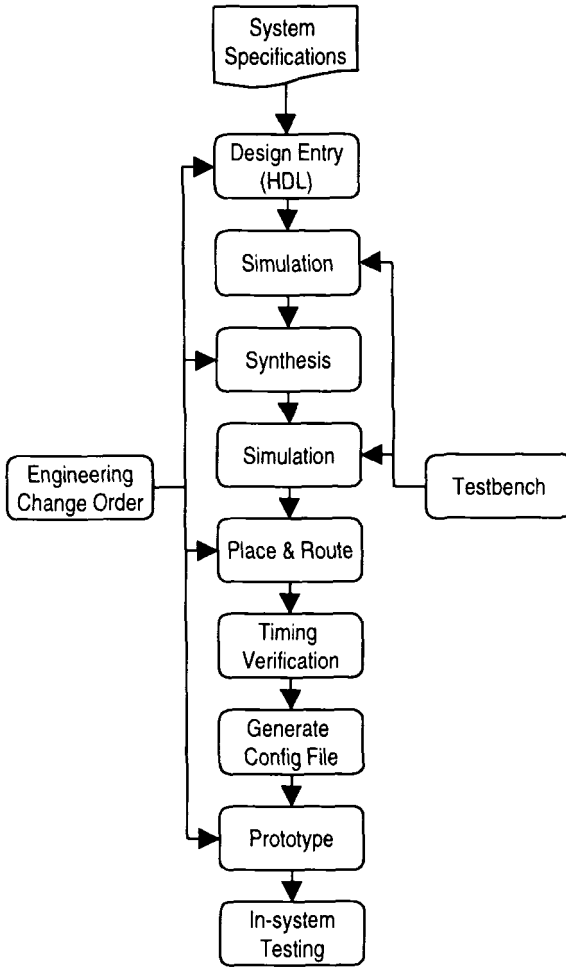 System
Specifications
Design Entry
(HDL)
Simulation
Synthesis
Simulation
Engineering
Change Order
Testbench
Place & Route
Timing
Verification
Generate
Config File
Prototype
In-system
Testing